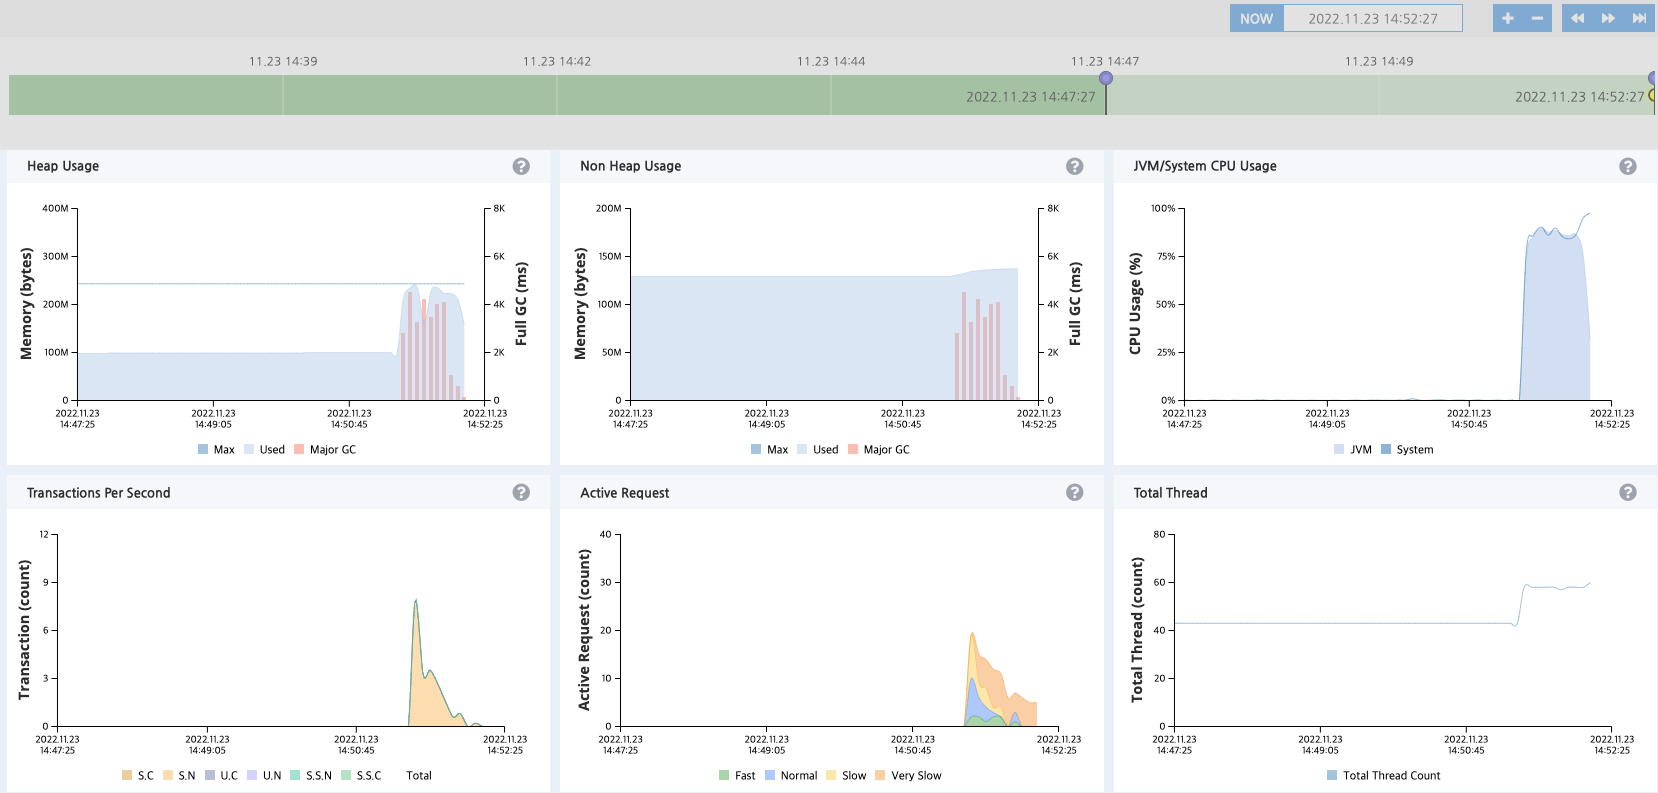 NOW 2022.11.23 14:52:27
11.23 14:39 11.23 14:42 11.23 14:44 11.23 14:47 11.23 14:49
2022.11.23 14:47:27 2022.11.23 14:52:27
Heap Usage
400M 8K
300M 6K
200M 4K
100M 2K
0 0
Memory (bytes)
Full GC (ms)
2022.11.23 2022.11.23 2022.11.23 2022.11.23
14:47:25 14:49:05 14:50:45 14:52:25
Max Used Major GC
Non Heap Usage
200M 8K
150M 6K
100M 4K
50M 2K
0 0
Memory (bytes)
Full GC (ms)
2022.11.23 2022.11.23 2022.11.23 2022.11.23
14:47:25 14:49:05 14:50:45 14:52:25
Max Used Major GC
JVM/System CPU Usage
100%
75%
50%
25%
0%
CPU Usage (%)
2022.11.23 2022.11.23 2022.11.23 2022.11.23
14:47:25 14:49:05 14:50:45 14:52:25
JVM System
Transactions Per Second
12
9
6
3
0
Transaction (count)
2022.11.23 2022.11.23 2022.11.23 2022.11.23
14:47:25 14:49:05 14:50:45 14:52:25
S.C S.N U.C U.N S.S.N S.S.C Total
Active Request
40
30
20
10
0
Active Request (count)
2022.11.23 2022.11.23 2022.11.23 2022.11.23
14:47:25 14:49:05 14:50:45 14:52:25
Fast Normal Slow Very Slow
Total Thread
80
60
40
20
0
Total Thread (count)
2022.11.23 2022.11.23 2022.11.23 2022.11.23
14:47:25 14:49:05 14:50:45 14:52:25
Total Thread Count